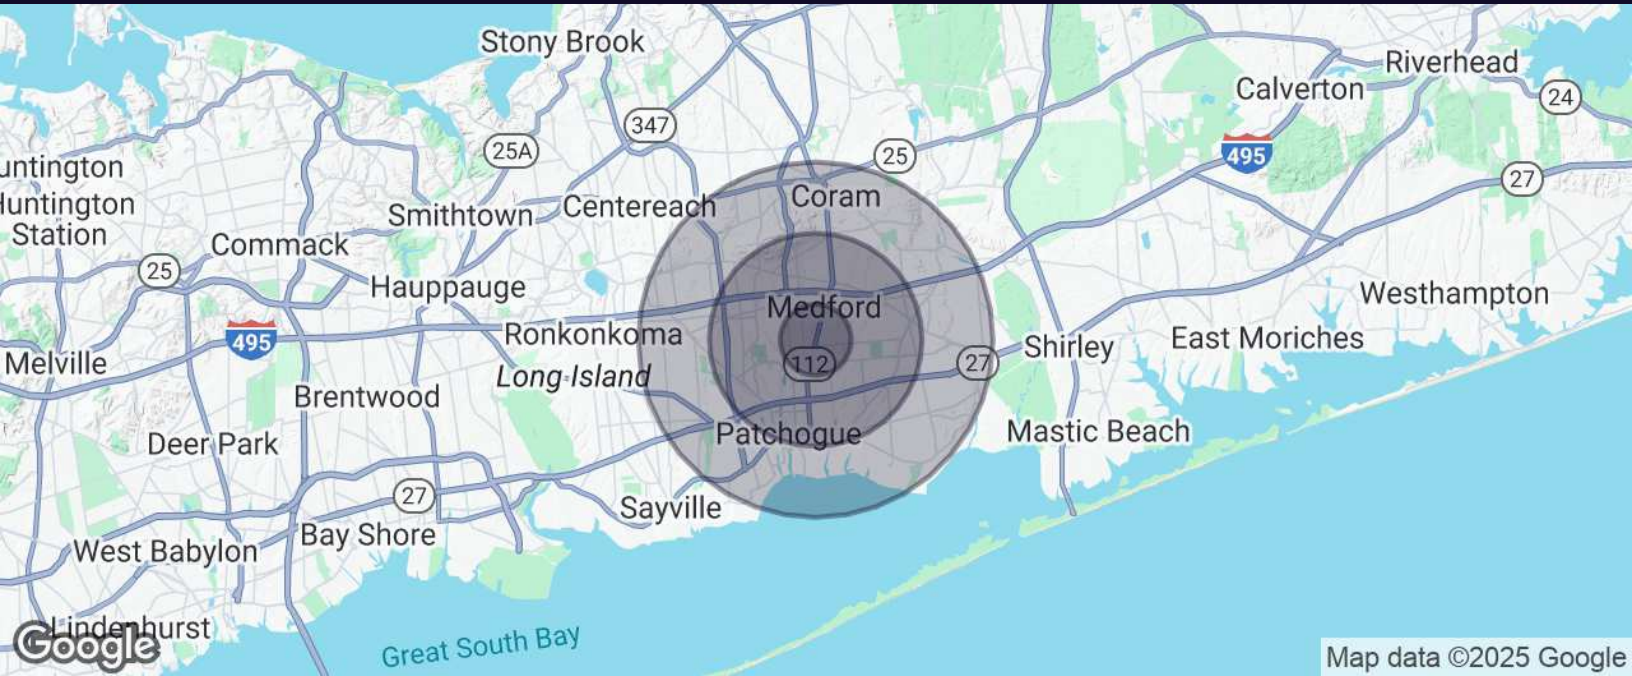 Stony Brook
Riverhead
Calvertton
24
347
25A
25
495
untington
27
Huntington
Station
Coram
Centereach
Smithtown
Commack
25
Hauppauge
Westhampton
Medford
Ronkonkoma
495
East Moriches
Shirley
Melville
112
27
Long Island
Brentwood
Patchogue
Mastic Beach
Deer Park
27
Sayville
Bay Shore
West Babylon
Lindenhurst
Great South Bay
Google
Map data ©2025 Google